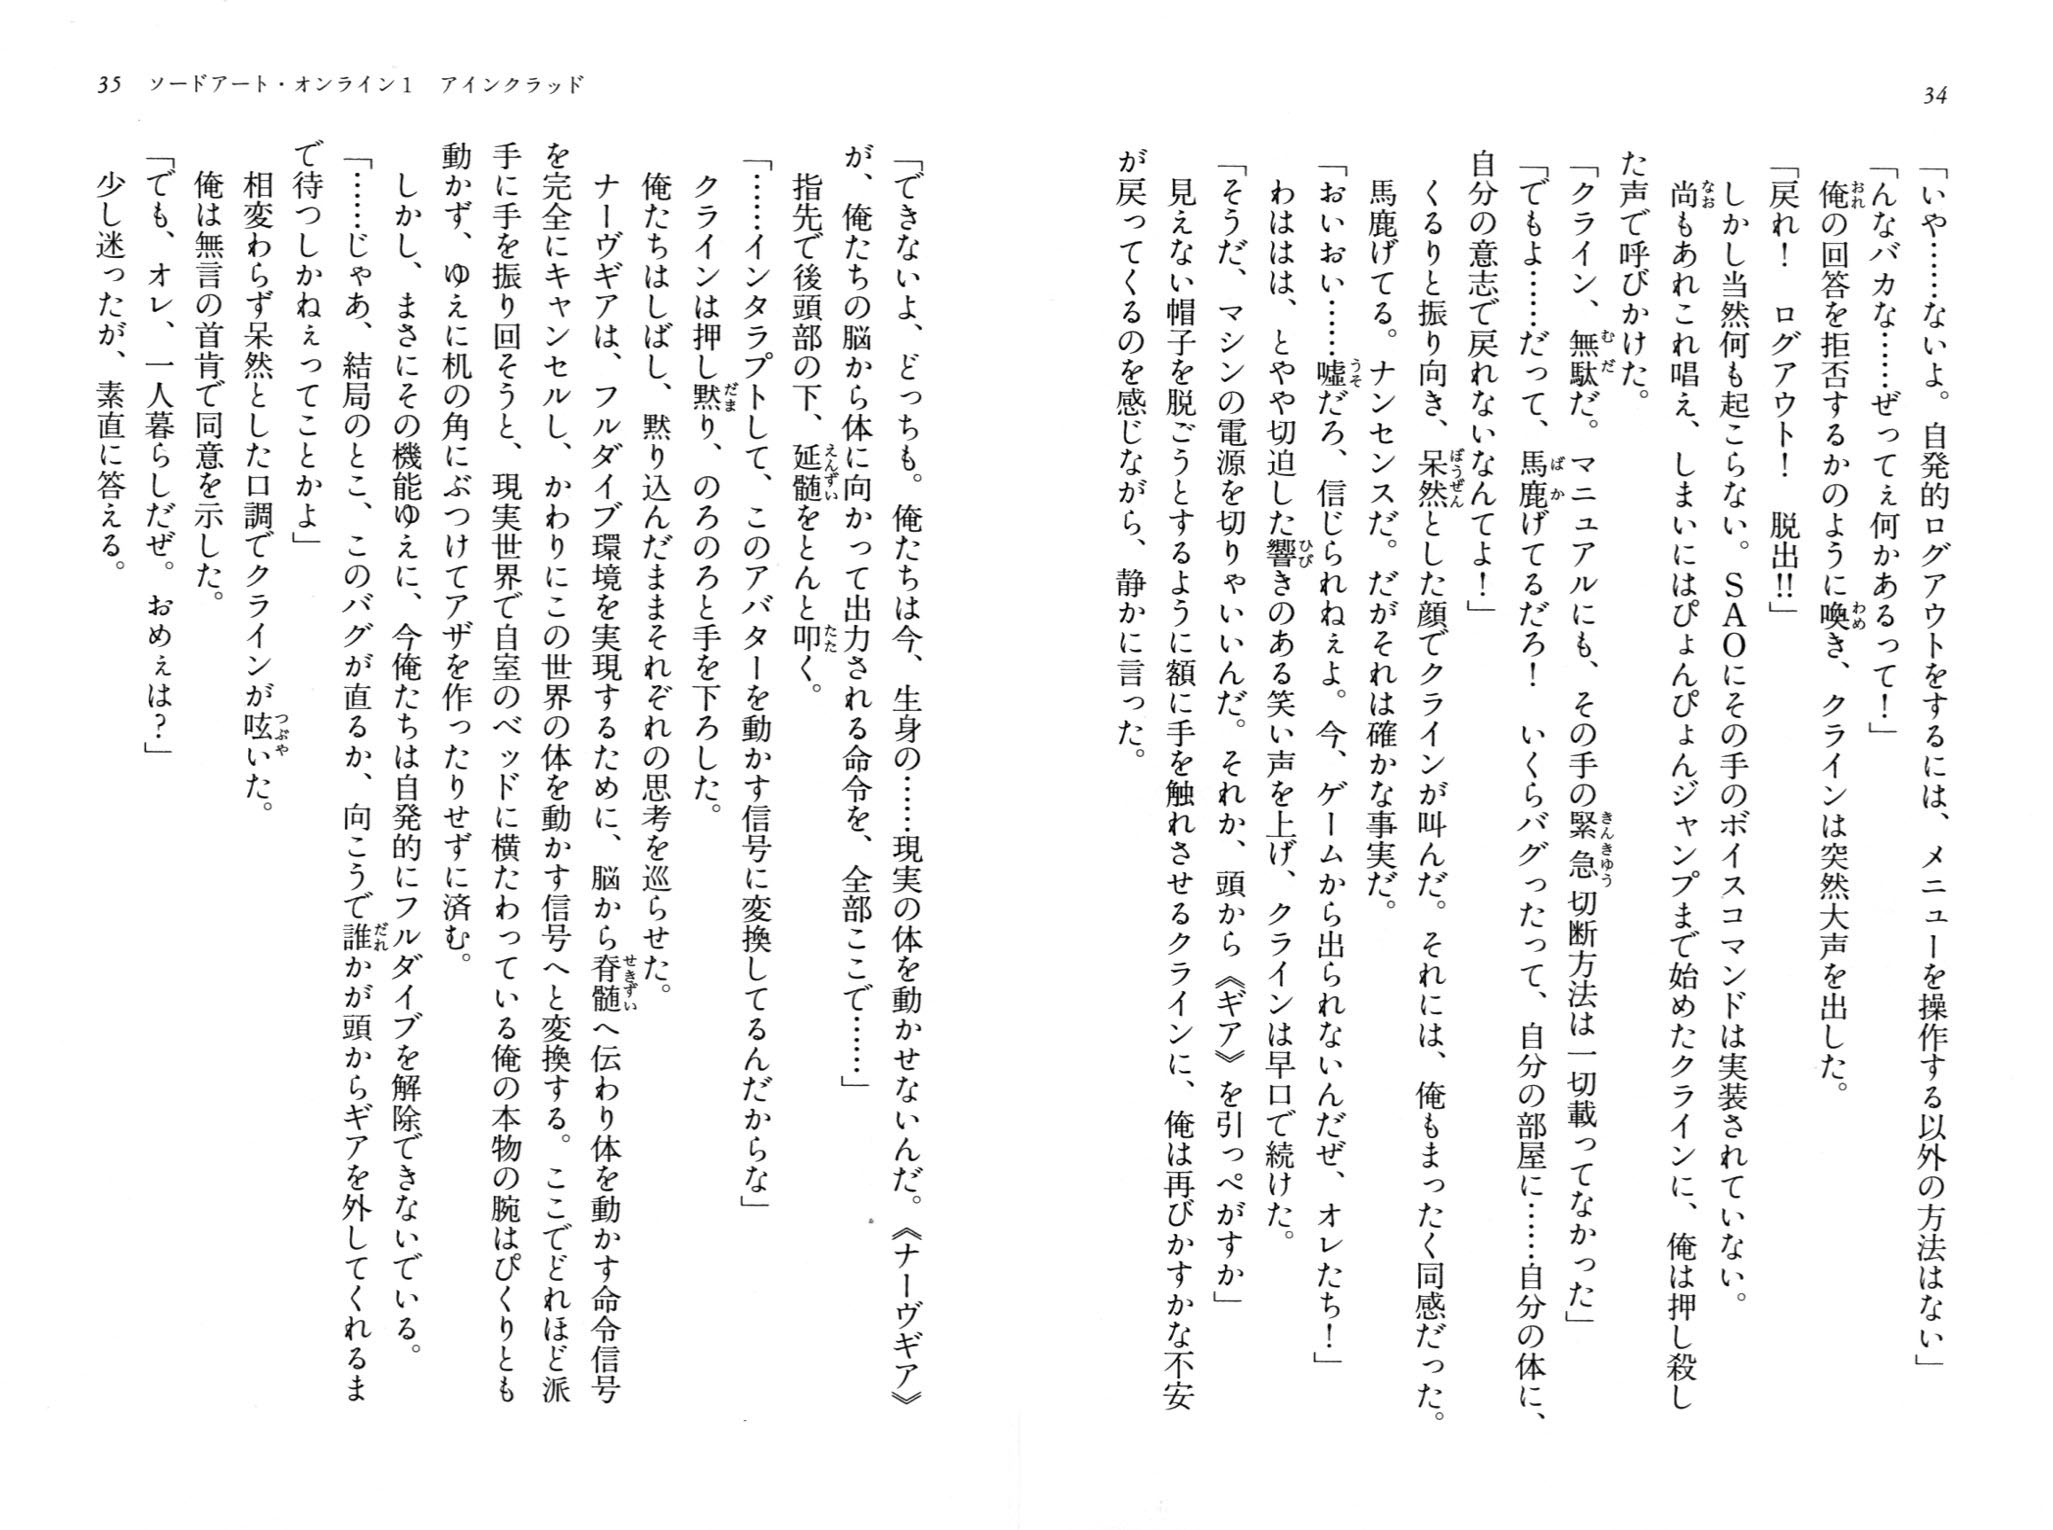 34
「いや……ないよ。自発的ログアウトをするには、メニューを操作する以外の方法はない」
「んなバカな……ぜってぇ何かあるって！」
俺の回答を拒否するかのように喚き、クラインは突然大声を出した。
「戻れ！　ログアウト！　脱出!!」
しかし当然何も起こらない。SAOにその手のボイスコマンドは実装されていない。
尚もあれこれ唱え、しまいにはぴょんぴょんジャンプまで始めたクラインに、俺は押し殺し
た声で呼びかけた。
「クライン、無駄だ。マニュアルにも、その手の緊急切断方法は一切載ってなかった」
「でもよ……だって、馬鹿げてるだろ！　いくらバグったって、自分の部屋に……自分の体に、
自分の意志で戻れないなんてよ！」
くるりと振り向き、呆然とした顔でクラインが叫んだ。それには、俺もまったく同感だった。
馬鹿げてる。ナンセンスだ。だがそれは確かな事実だ。
「おいおい……嘘だろ、信じられねぇよ。今、ゲームから出られないんだぜ、オレたち！」
わははは、とやや切迫した響きのある笑い声を上げ、クラインは早口で続けた。
「そうだ、マシンの電源を切りゃいいんだ。それか、頭から《ギア》を引っぺがすか」
見えない帽子を脱ごうとするように額に手を触れさせるクラインに、俺は再びかすかな不安
が戻ってくるのを感じながら、静かに言った。
35　ソードアート・オンライン1　アインクラッド
「できないよ、どっちも。俺たちは今、生身の……現実の体を動かせないんだ。《ナーヴギア》
が、俺たちの脳から体に向かって出力される命令を、全部ここで……」
指先で後頭部の下、延髄をとんと叩く。
「……インタラプトして、このアバターを動かす信号に変換してるんだからな」
クラインは押し黙り、のろのろと手を下ろした。
俺たちはしばし、黙り込んだままそれぞれの思考を巡らせた。
ナーヴギアは、フルダイブ環境を実現するために、脳から脊髄へ伝わり体を動かす命令信号
を完全にキャンセルし、かわりにこの世界の体を動かす信号へと変換する。ここでどれほど派
手に手を振り回そうと、現実世界で自室のベッドに横たわっている俺の本物の腕はぴくりとも
動かず、ゆえに机の角にぶつけてアザを作ったりせずに済む。
しかし、まさにその機能ゆえに、今俺たちは自発的にフルダイブを解除できないでいる。
「……じゃあ、結局のとこ、このバグが直るか、向こうで誰かが頭からギアを外してくれるま
で待つしかねぇってことかよ」
相変わらず呆然とした口調でクラインが呟いた。
俺は無言の首肯で同意を示した。
「でも、オレ、一人暮らしだぜ。おめぇは？」
少し迷ったが、素直に答える。